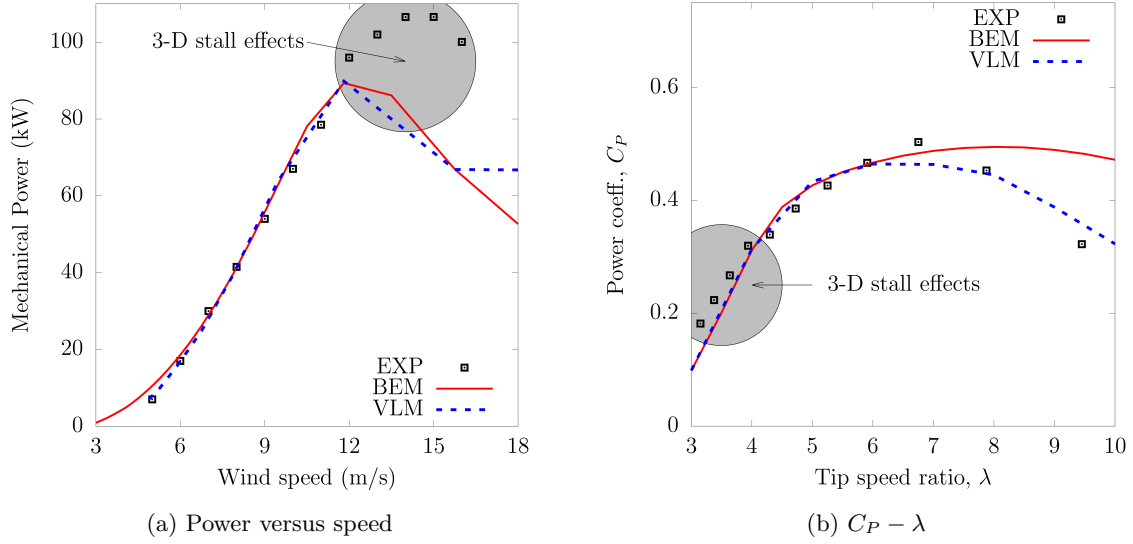 100
80
60
40
20
0
Mechanical Power (kW)
3-D stall effects
EXP
BEM
VLM
3 6 9 12 15 18
Wind speed (m/s)
(a) Power versus speed
0.6
0.4
0.2
0
Power coeff., C_P
EXP
BEM
VLM
3-D stall effects
3 4 5 6 7 8 9 10
Tip speed ratio, λ
(b) C_P − λ